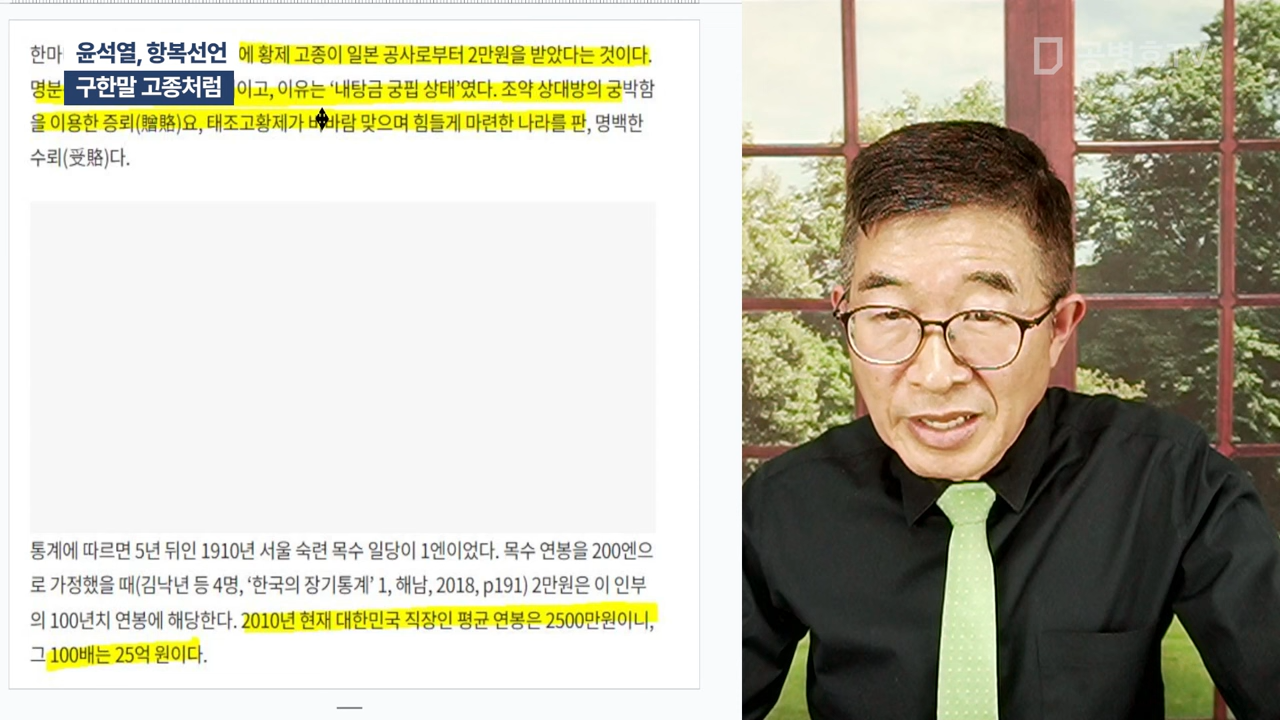 한마
윤석열, 항복선언
에 황제 고종이 일본 공사로부터 2만원을 받았다는 것이다.
명분
구한말 고종처럼
이고, 이유는 ‘내탕금 궁핍 상태’였다. 조약 상대방의 궁박함
을 이용한 증뢰(贈賂)요, 태조고황제가 비바람 맞으며 힘들게 마련한 나라를 판, 명백한
수뢰(受賂)다.
통계에 따르면 5년 뒤인 1910년 서울 숙련 목수 일당이 1엔이었다. 목수 연봉을 200엔으
로 가정했을 때(김낙년 등 4명, ‘한국의 장기통계’ 1, 해남, 2018, p191) 2만원은 이 인부
의 100년치 연봉에 해당한다. 2010년 현재 대한민국 직장인 평균 연봉은 2500만원이니,
그 100배는 25억 원이다.
공병호TV